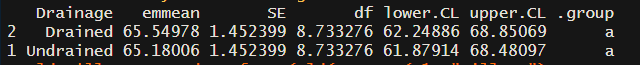 Drainage emmean SE df lower.CL upper.CL .group
2 Drained 65.54978 1.452399 8.733276 62.24886 68.85069 a
1 Undrained 65.18006 1.452399 8.733276 61.87914 68.48097 a